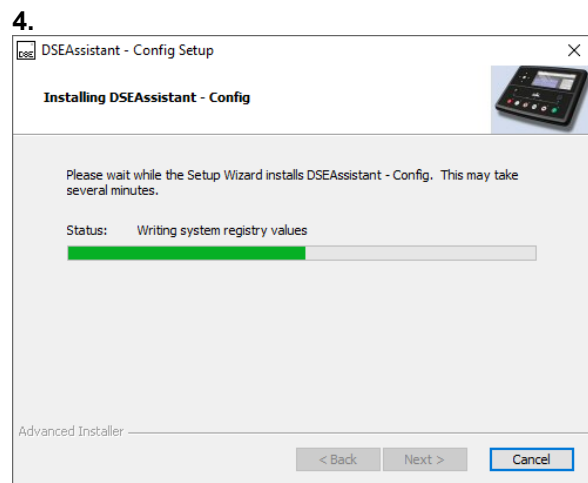 4.
DSE DSEAssistant - Config Setup
Installing DSEAssistant - Config
Please wait while the Setup Wizard installs DSEAssistant - Config. This may take
several minutes.
Status: Writing system registry values
Advanced Installer
< Back Next > Cancel